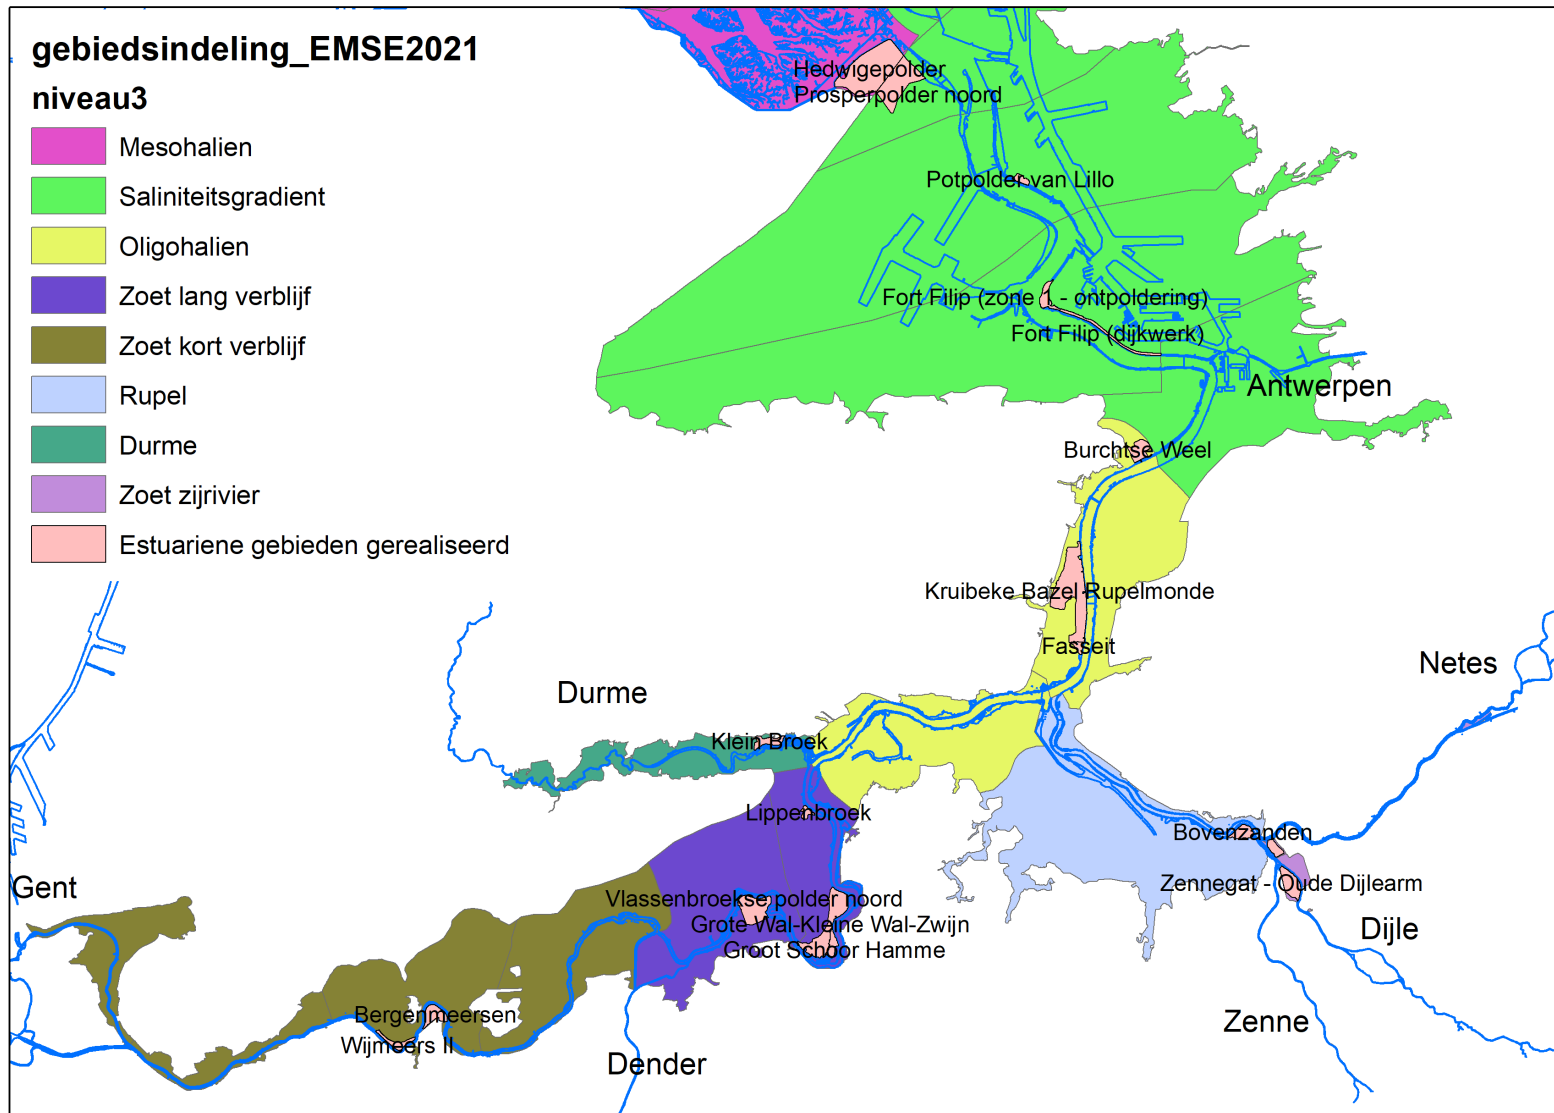 gebiedsindeling_EMSE2021
niveau3
Mesohalien
Saliniteitsgradient
Oligohalien
Zoet lang verblijf
Zoet kort verblijf
Rupel
Durme
Zoet zijrivier
Estuariene gebieden gerealiseerd
Hedwigepolder
Prosperpolder noord
Potpolder van Lillo
Fort Filip (zone 1 - ontpoldering)
Fort Filip (dijkwerk)
Antwerpen
Burchtse Weel
Kruibeke Bazel Rupelmonde
Fasseit
Netes
Durme
Klein Broek
Lippenbroek
Bovenzanden
Gent
Zennegat - Oude Dijlearm
Vlassenbroekse polder noord
Grote Wal-Kleine Wal-Zwijn
Dijle
Groot Schoor Hamme
Bergenmeersen
Zenne
Wijmeers II
Dender